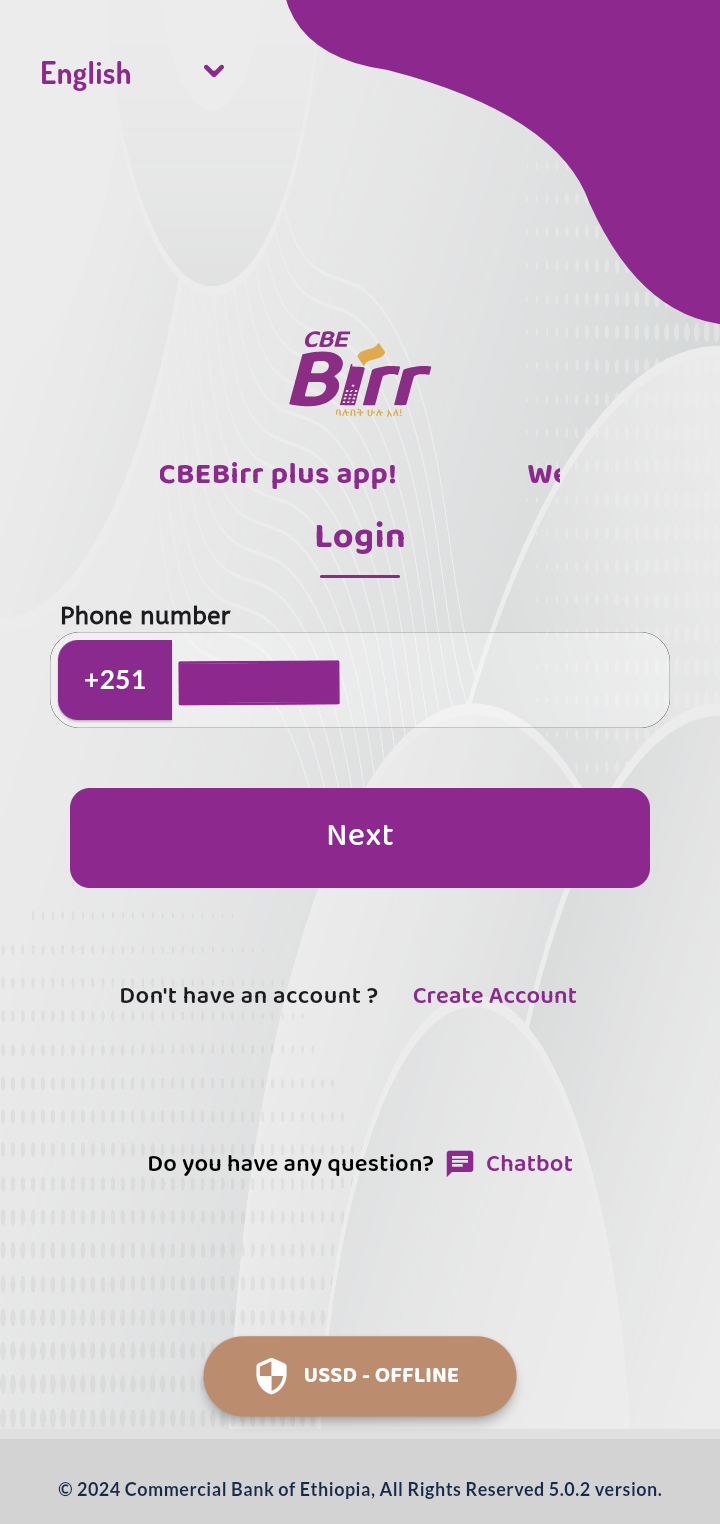 English
CBE
Birr
ባሉበት ሁሉ አለ!
CBEBirr plus app! We
Login
Phone number
+251
Next
Don't have an account ? Create Account
Do you have any question? Chatbot
USSD - OFFLINE
© 2024 Commercial Bank of Ethiopia, All Rights Reserved 5.0.2 version.